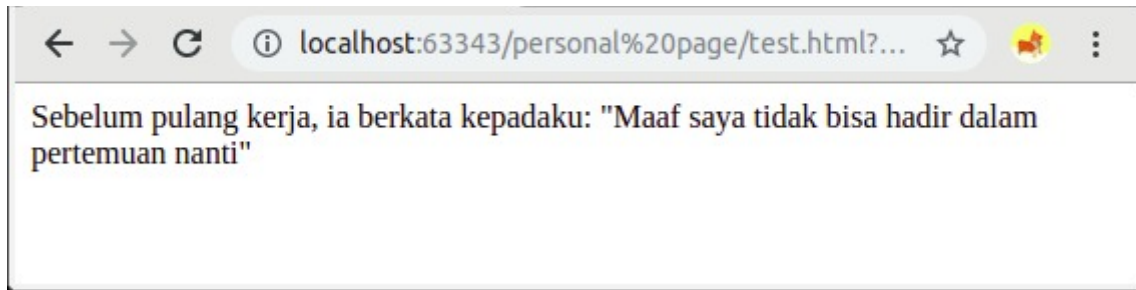 localhost:63343/personal%20page/test.html?...
Sebelum pulang kerja, ia berkata kepadaku: "Maaf saya tidak bisa hadir dalam
pertemuan nanti"